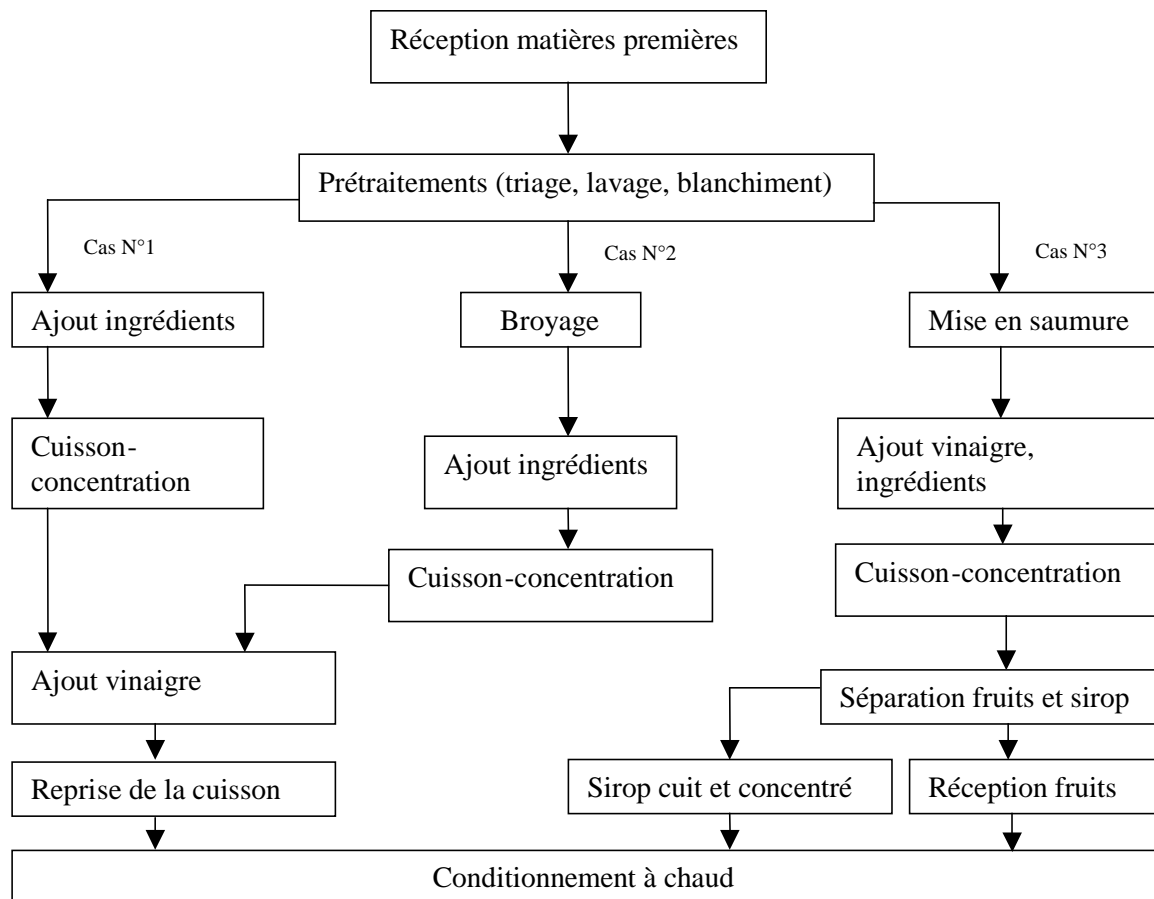 Réception matières premières
Prétraitements (triage, lavage, blanchiment)
Cas N°1
Cas N°2
Cas N°3
Ajout ingrédients
Broyage
Mise en saumure
Cuisson-
concentration
Ajout ingrédients
Ajout vinaigre,
ingrédients
Cuisson-concentration
Cuisson-concentration
Ajout vinaigre
Séparation fruits et sirop
Reprise de la cuisson
Sirop cuit et concentré
Réception fruits
Conditionnement à chaud